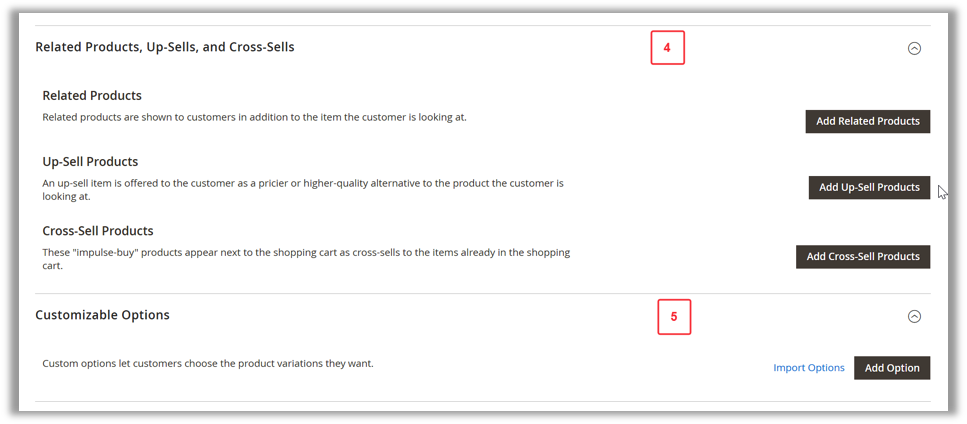 Related Products, Up-Sells, and Cross-Sells
4
Related Products
Related products are shown to customers in addition to the item the customer is looking at.
Add Related Products
Up-Sell Products
An up-sell item is offered to the customer as a pricier or higher-quality alternative to the product the customer is
looking at.
Add Up-Sell Products
Cross-Sell Products
These "impulse-buy" products appear next to the shopping cart as cross-sells to the items already in the shopping
cart.
Add Cross-Sell Products
Customizable Options
5
Custom options let customers choose the product variations they want.
Import Options
Add Option